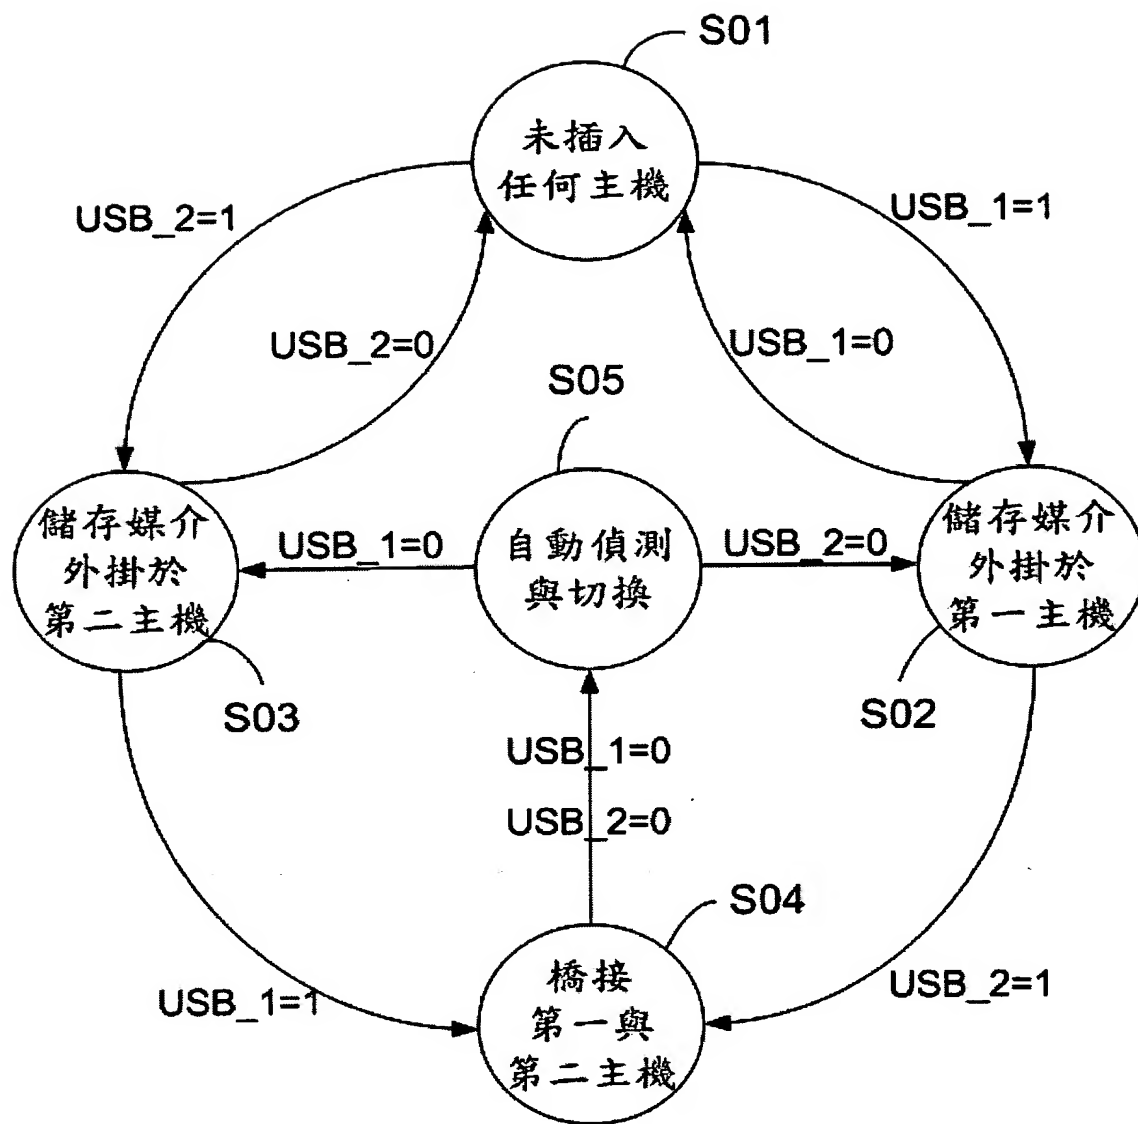 S01
未插入
任何主機
USB_2=1
USB_1=1
USB_2=0
USB_1=0
S05
儲存媒介
外掛於
第二主機
USB_1=0
自動偵測
與切換
USB_2=0
儲存媒介
外掛於
第一主機
S03
S02
USB_1=0
USB_2=0
S04
橋接
第一與
第二主機
USB_1=1
USB_2=1